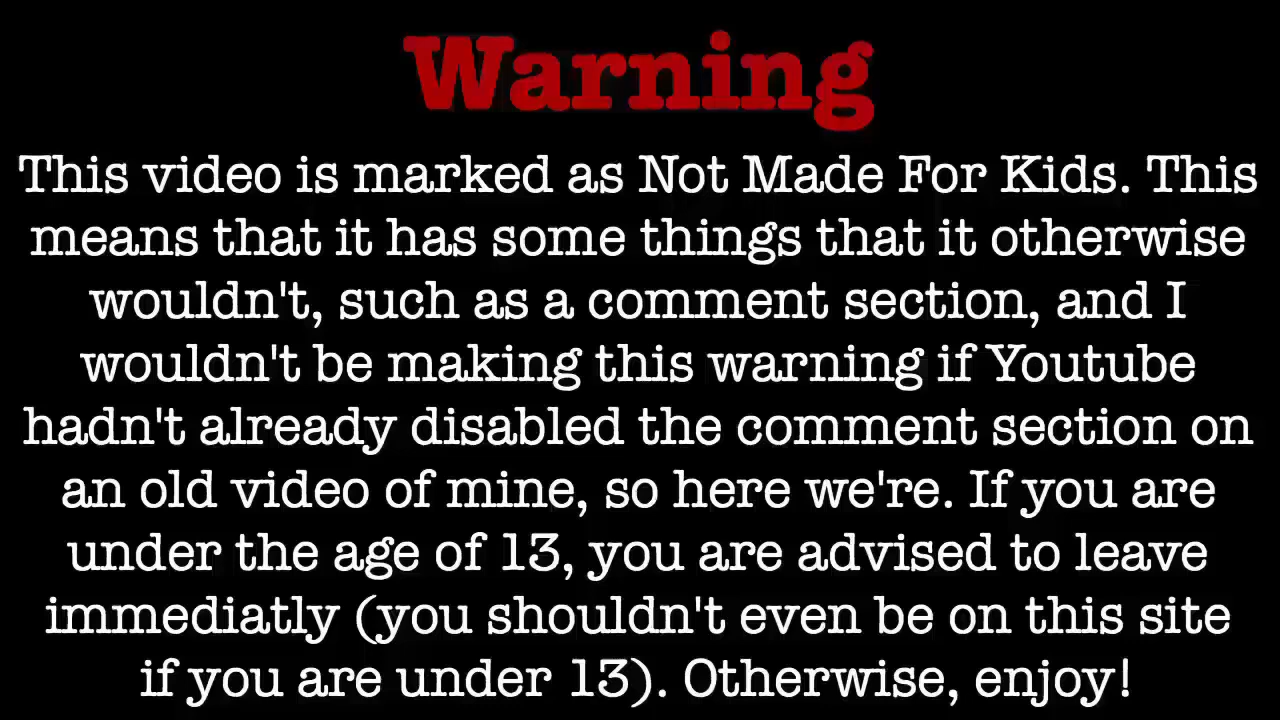 Warning
This video is marked as Not Made For Kids. This
means that it has some things that it otherwise
wouldn't, such as a comment section, and I
wouldn't be making this warning if Youtube
hadn't already disabled the comment section on
an old video of mine, so here we're. If you are
under the age of 13, you are advised to leave
immediatly (you shouldn't even be on this site
if you are under 13). Otherwise, enjoy!